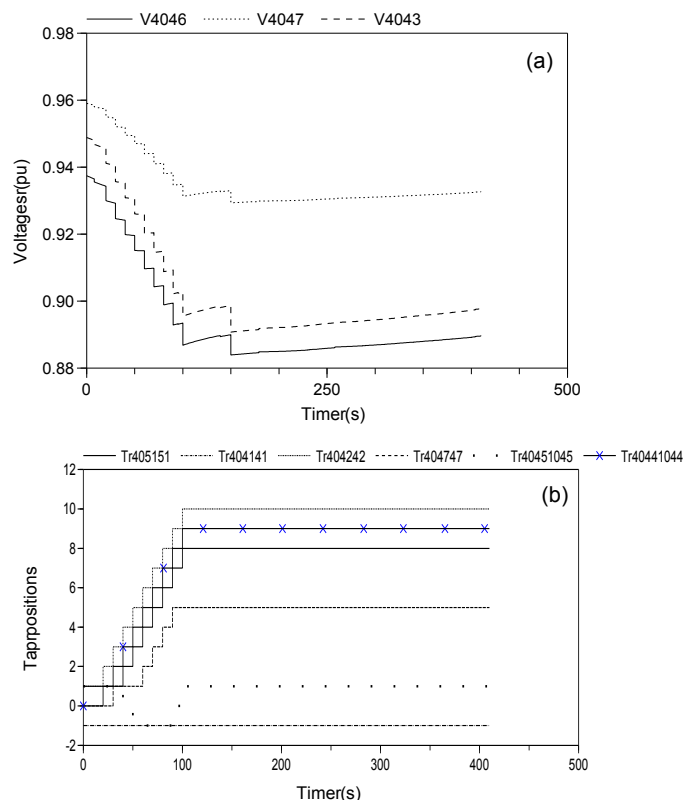 V4046 V4047 V4043
(a)
0.98
0.96
0.94
0.92
0.90
0.88
Voltagesr(pu)
0 250 500
Timer(s)
Tr405151 Tr404141 Tr404242 Tr404747 Tr40451045 Tr40441044
(b)
12
10
8
6
4
2
0
-2
Taprpositions
0 100 200 300 400 500
Timer(s)